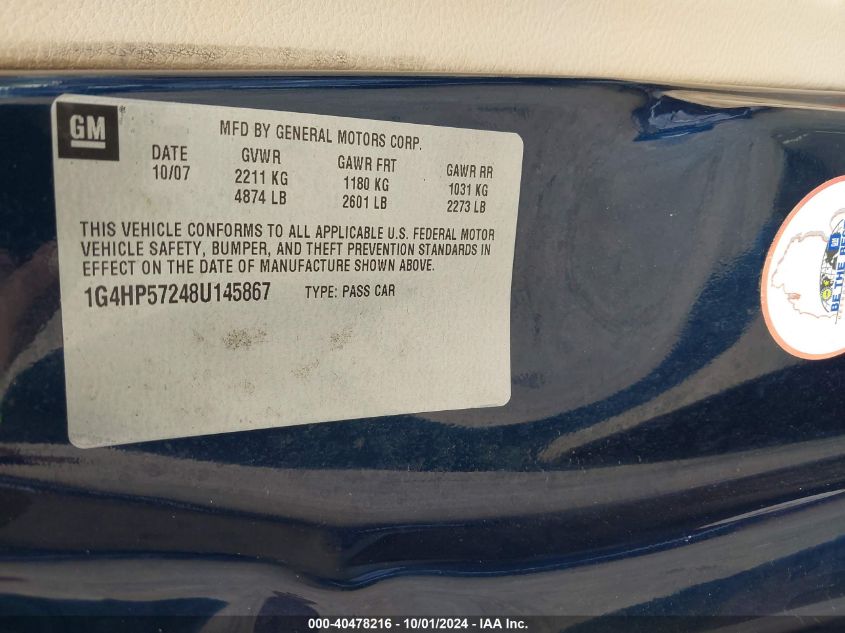 GM
MFD BY GENERAL MOTORS CORP.
DATE GVWR GAWR FRT GAWR RR
10/07 2211 KG 1180 KG 1031 KG
4874 LB 2601 LB 2273 LB
THIS VEHICLE CONFORMS TO ALL APPLICABLE U.S. FEDERAL MOTOR
VEHICLE SAFETY, BUMPER, AND THEFT PREVENTION STANDARDS IN
EFFECT ON THE DATE OF MANUFACTURE SHOWN ABOVE.
1G4HP57248U145867 TYPE: PASS CAR
BE THE
000-40478216 - 10/01/2024 - IAA Inc.